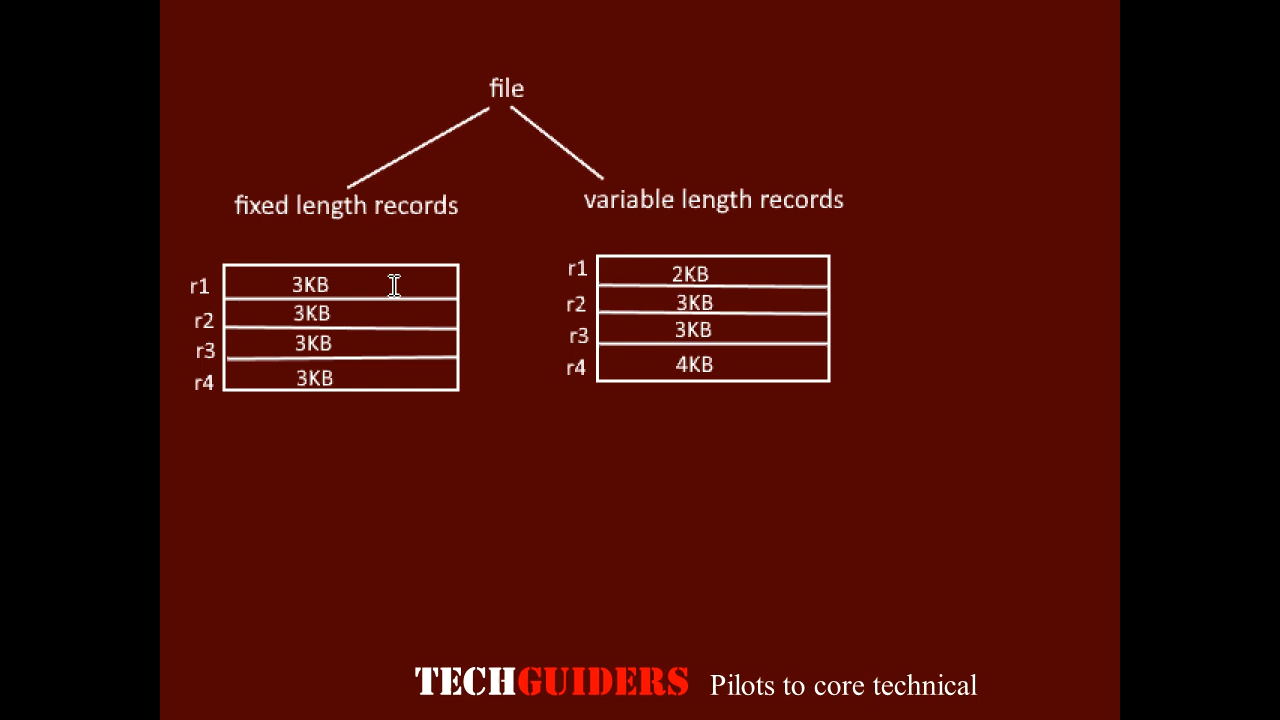 file
fixed length records
variable length records
r1 3KB
r2 3KB
r3 3KB
r4 3KB
r1 2KB
r2 3KB
r3 3KB
r4 4KB
TECHGUIDERS Pilots to core technical